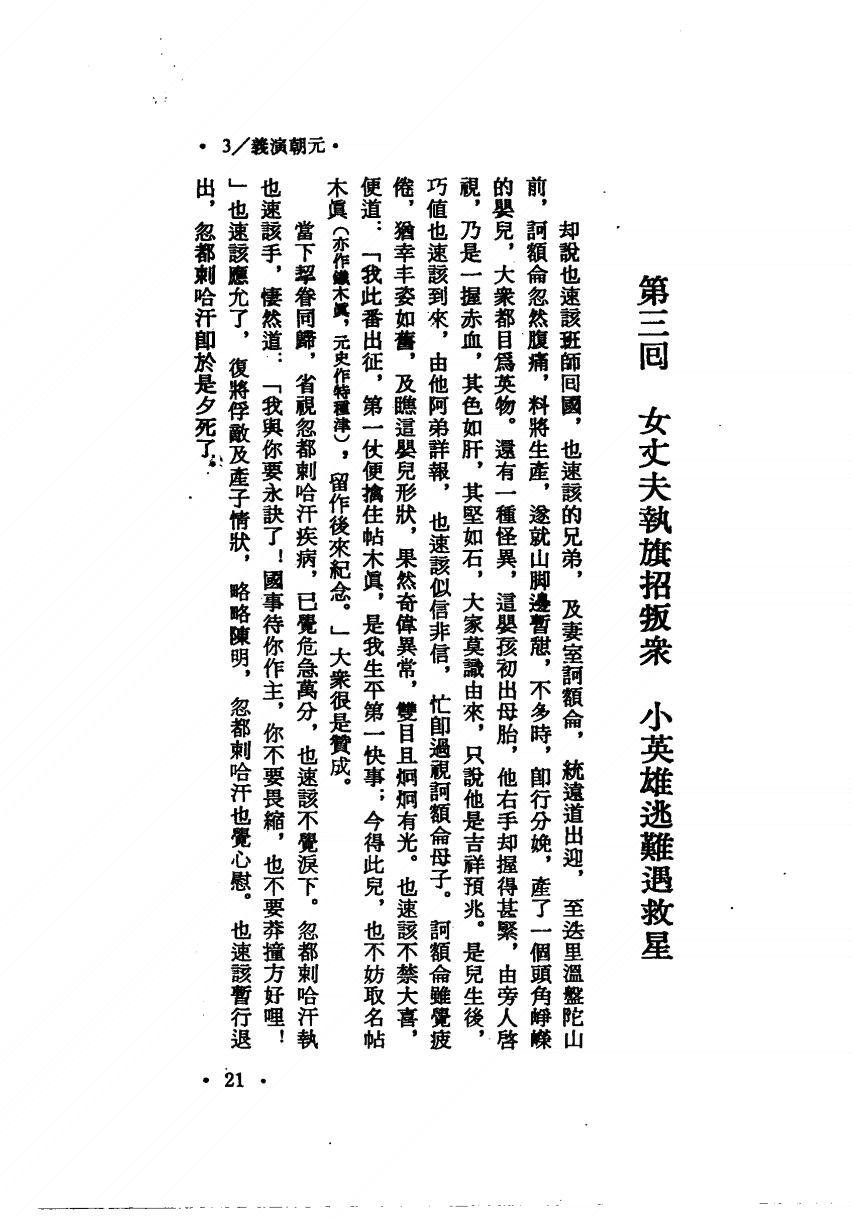 第三回　女丈夫執旗招叛衆　小英雄逃難遇救星
却說也速該班師回國，也速該的兄弟，及妻室訶額侖，統遠道出迎，至迭里溫盤陀山
前，訶額侖忽然腹痛，料將生產，遂就山脚邊暫憇，不多時，卽行分娩，產了一個頭角崢嶸
的嬰兒，大衆都目爲英物。還有一種怪異，這嬰孩初出母胎，他右手却握得甚緊，由旁人啓
視，乃是一握赤血，其色如肝，其堅如石，大家莫識由來，只說他是吉祥預兆。是兒生後，
巧值也速該到來，由他阿弟詳報，也速該似信非信，忙卽過視訶額侖母子。訶額侖雖覺疲
倦，猶幸丰姿如舊，及瞧這嬰兒形狀，果然奇偉異常，雙目且炯炯有光。也速該不禁大喜，
便道：「我此番出征，第一仗便擒住帖木眞，是我生平第一快事；今得此兒，也不妨取名帖
木眞（亦作鐵木眞，元史作特穆津），留作後來紀念。」大衆很是贊成。
當下挈眷同歸，省視忽都剌哈汗疾病，已覺危急萬分，也速該不覺淚下。忽都剌哈汗執
也速該手，悽然道：「我與你要永訣了！國事待你作主，你不要畏縮，也不要莽撞方好哩！
」也速該應允了，復將俘敵及產子情狀，略略陳明，忽都剌哈汗也覺心慰。也速該暫行退
出，忽都剌哈汗卽於是夕死了。
• 3／義演朝元 •
• 21 •